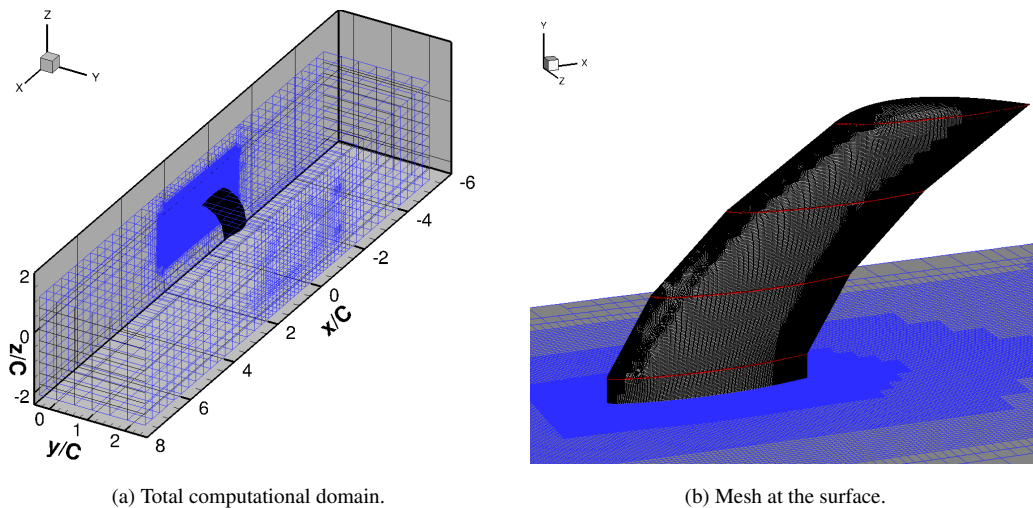 Z
Y
X
Y
X
Z
-6
-4
-2
0
2
4
6
8
x/C
2
0
-2
z/C
0
1
2
y/C
(a) Total computational domain.
(b) Mesh at the surface.